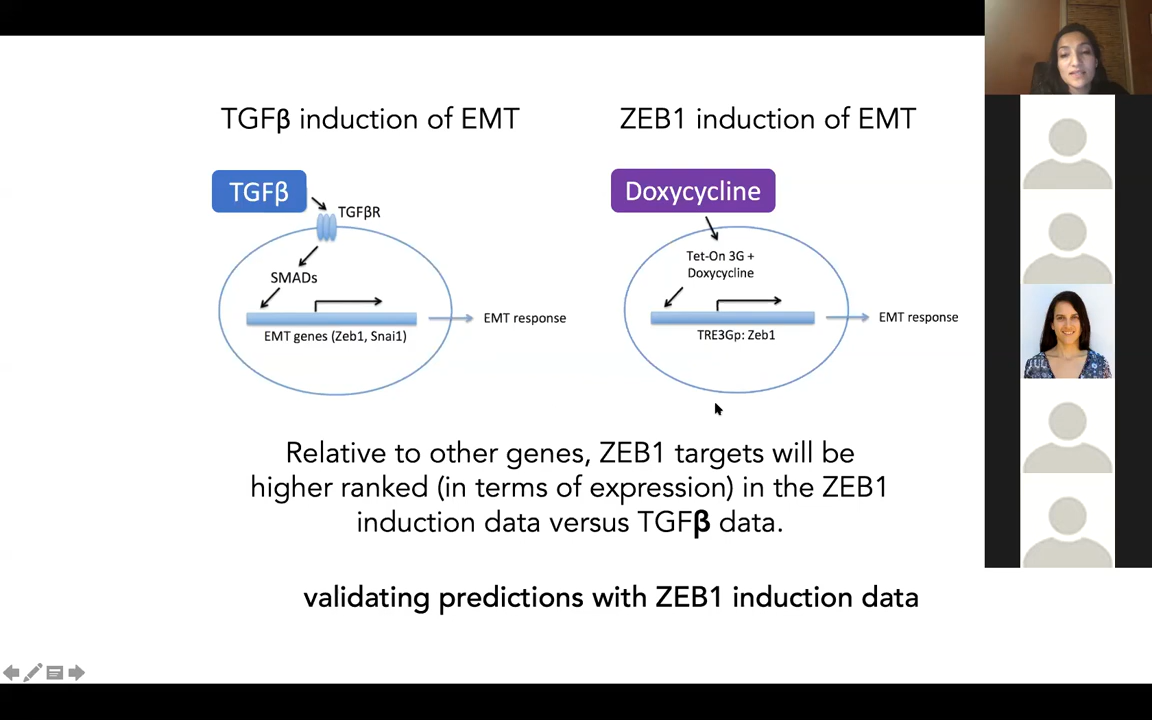 TGFβ induction of EMT
TGFβ
TGFβR
SMADs
EMT genes (Zeb1, Snai1)
EMT response
ZEB1 induction of EMT
Doxycycline
Tet-On 3G +
Doxycycline
TRE3Gp: Zeb1
EMT response
Relative to other genes, ZEB1 targets will be
higher ranked (in terms of expression) in the ZEB1
induction data versus TGFβ data.
validating predictions with ZEB1 induction data